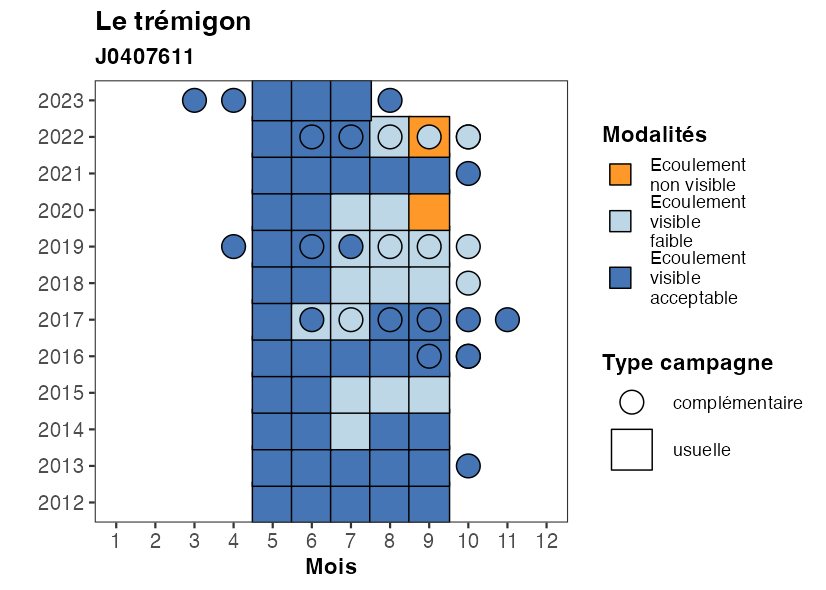 Le trémigon
J0407611
2023
2022
2021
2020
2019
2018
2017
2016
2015
2014
2013
2012
1 2 3 4 5 6 7 8 9 10 11 12
Mois
Modalités
Ecoulement
non visible
Ecoulement
visible
faible
Ecoulement
visible
acceptable
Type campagne
complémentaire
usuelle